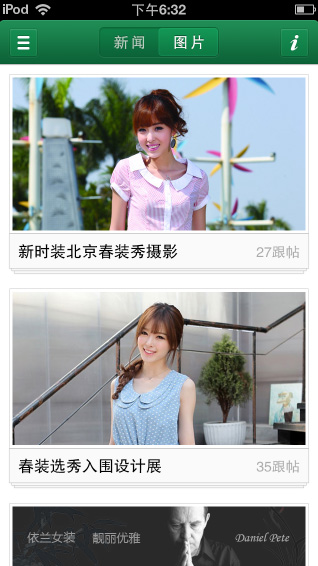 iPod 下午6:32
新闻 图片 i
新时装北京春装秀摄影 27跟帖
春装选秀入围设计展 35跟帖
依兰女装 靓丽优雅 Daniel Pete